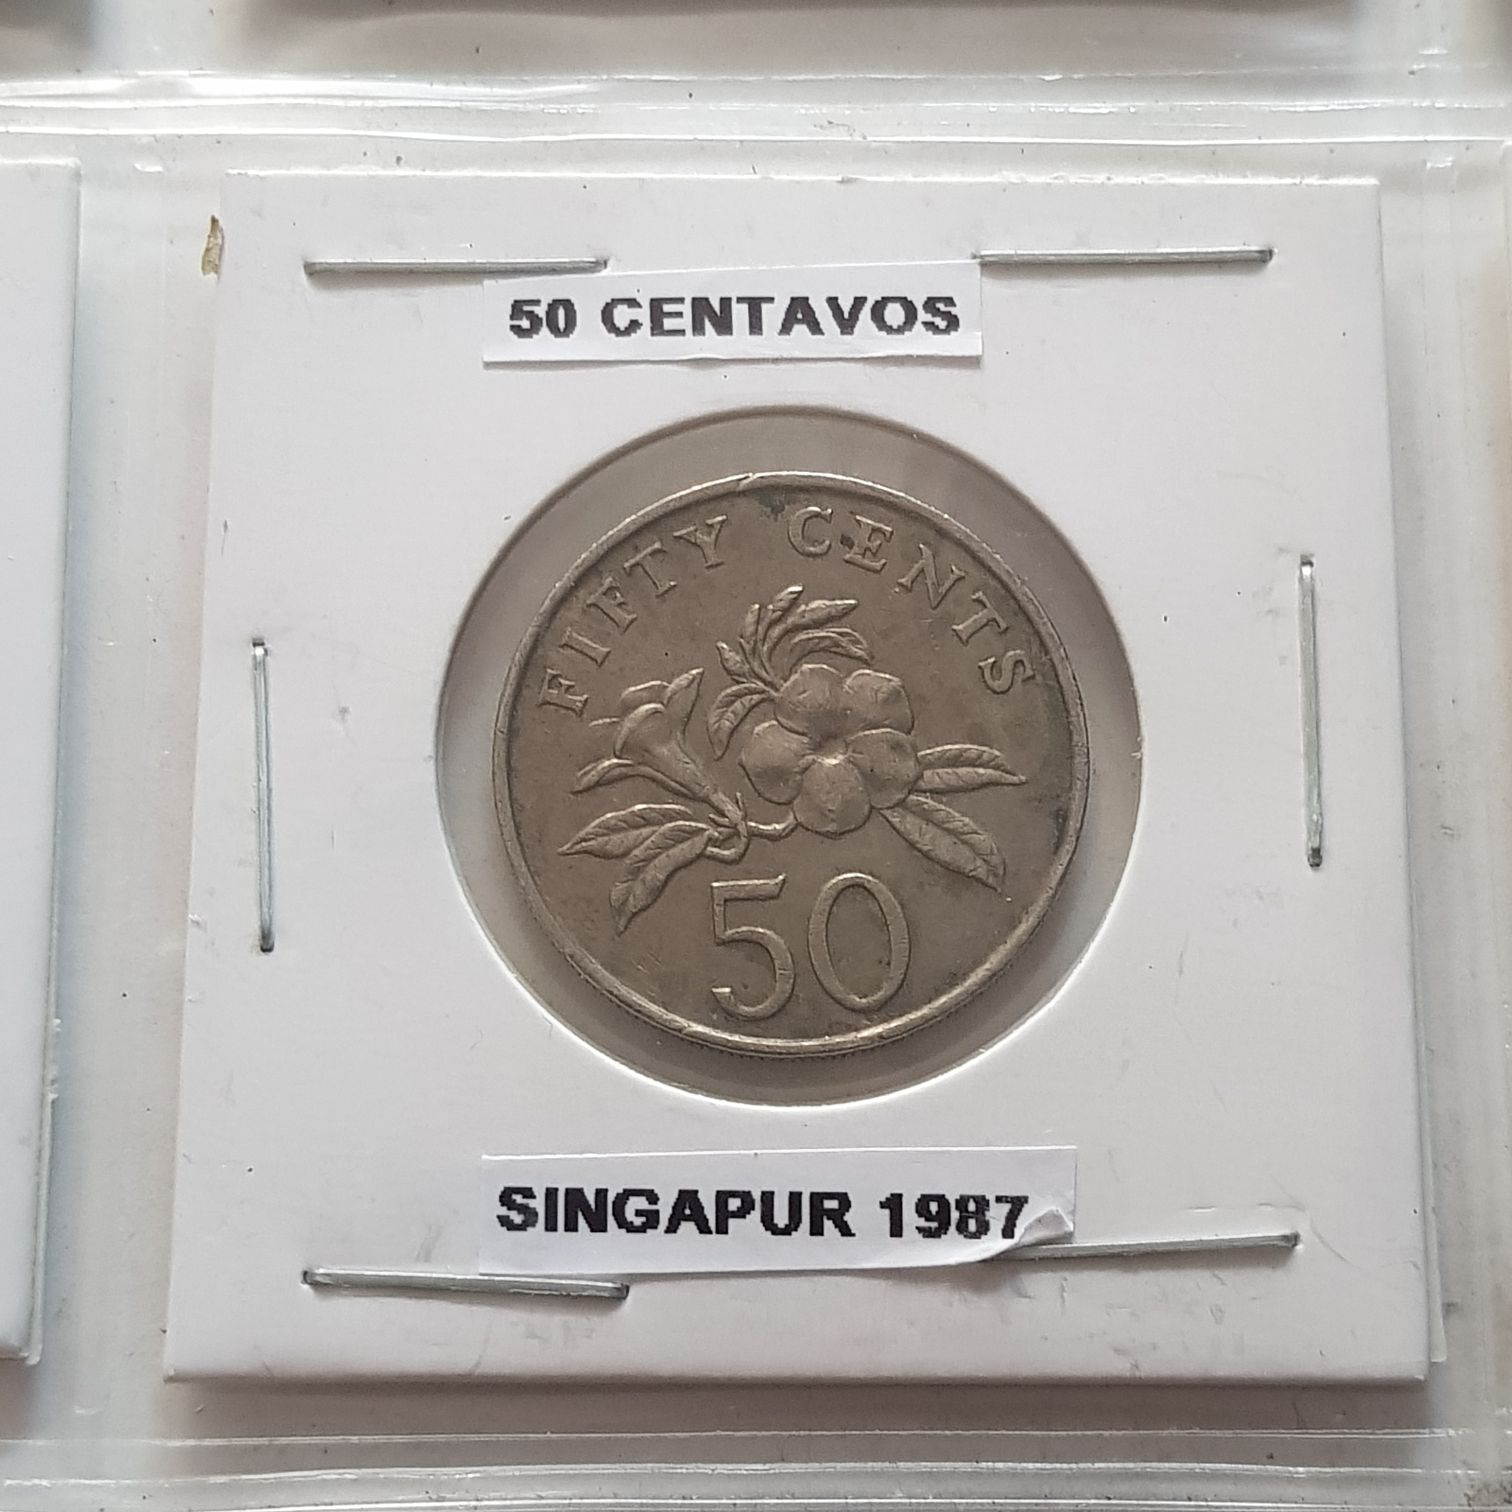 50 CENTAVOS
FIFTY CENTS
50
SINGAPUR 1987